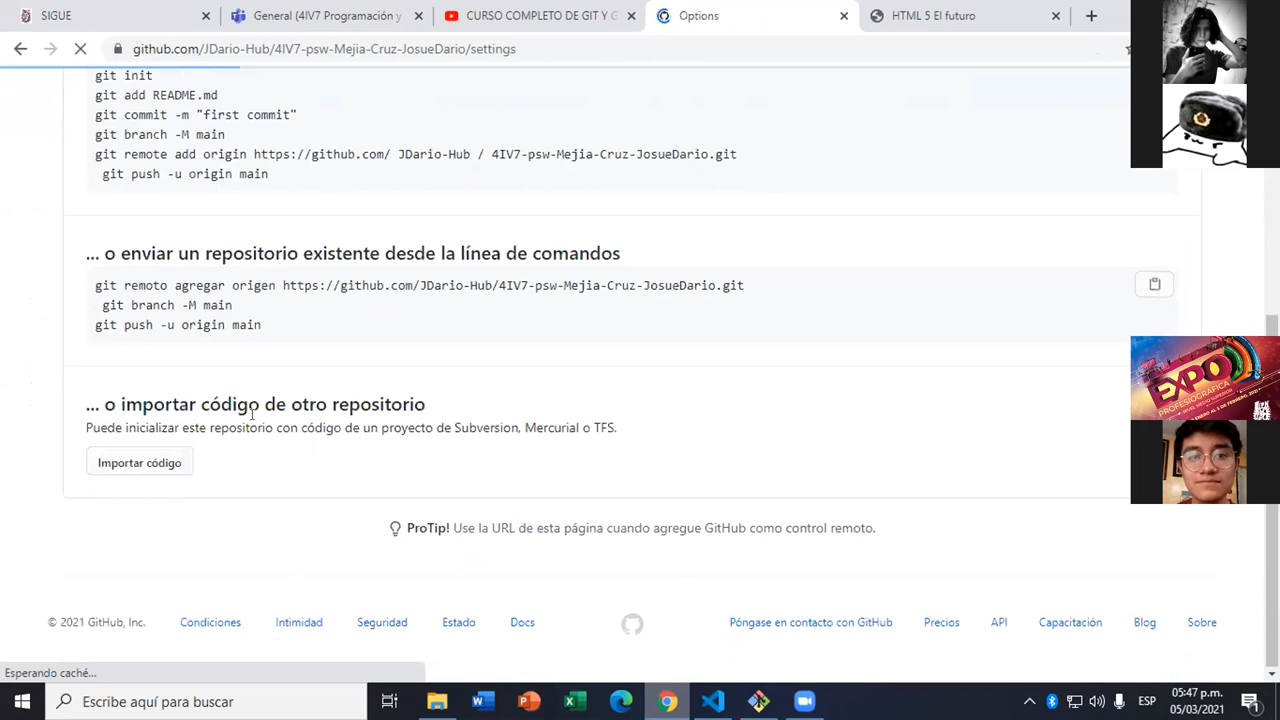 SIGUE
General (4IV7 Programación y
CURSO COMPLETO DE GIT Y G
Options
HTML 5 El futuro
github.com/JDario-Hub/4IV7-psw-Mejia-Cruz-JosueDario/settings
git init
git add README.md
git commit -m "first commit"
git branch -M main
git remote add origin https://github.com/ JDario-Hub / 4IV7-psw-Mejia-Cruz-JosueDario.git
git push -u origin main
... o enviar un repositorio existente desde la línea de comandos
git remoto agregar origen https://github.com/JDario-Hub/4IV7-psw-Mejia-Cruz-JosueDario.git
git branch -M main
git push -u origin main
EXPO
PROFESIOGRÁFICA
... o importar código de otro repositorio
Puede inicializar este repositorio con código de un proyecto de Subversion, Mercurial o TFS.
Importar código
ProTip! Use la URL de esta página cuando agregue GitHub como control remoto.
© 2021 GitHub, Inc.
Condiciones
Intimidad
Seguridad
Estado
Docs
Póngase en contacto con GitHub
Precios
API
Capacitación
Blog
Sobre
Esperando caché...
Escribe aquí para buscar
ESP
05:47 p.m.
05/03/2021